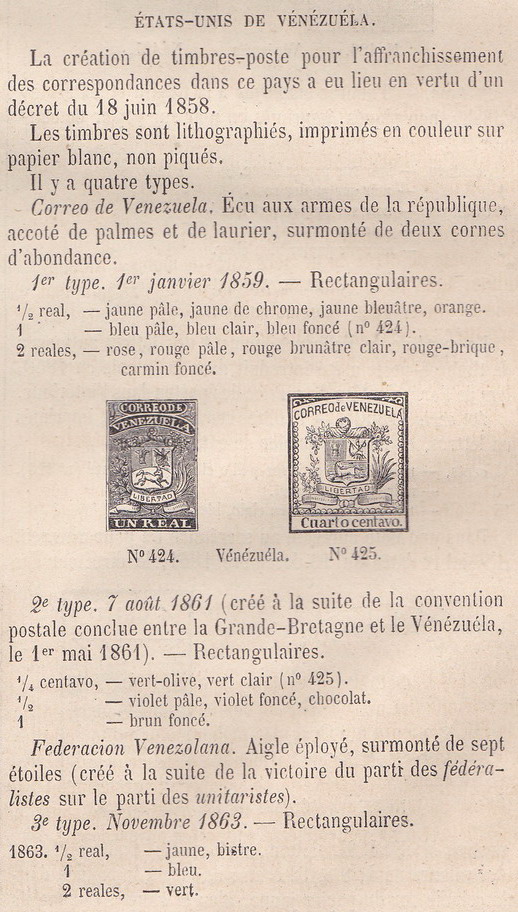 ÉTATS-UNIS DE VÉNÉZUÉLA.
La création de timbres-poste pour l'affranchissement
des correspondances dans ce pays a eu lieu en vertu d'un
décret du 18 juin 1858.
Les timbres sont lithographiés, imprimés en couleur sur
papier blanc, non piqués.
Il y a quatre types.
Correo de Venezuela. Écu aux armes de la république,
accoté de palmes et de laurier, surmonté de deux cornes
d'abondance.
1er type. 1er janvier 1859. — Rectangulaires.
1/2 real, — jaune pâle, jaune de chrome, jaune bleuâtre, orange.
1 — bleu pâle, bleu clair, bleu foncé (nº 424).
2 reales, — rose, rouge pâle, rouge brunâtre clair, rouge-brique,
carmin foncé.
CORREO DE
VENEZUELA
LIBERTAD
UN REAL
CORREO de VENEZUELA
LIBERTAD
Cuarto centavo.
Nº 424. Vénézuéla. Nº 425.
2e type. 7 août 1861 (créé à la suite de la convention
postale conclue entre la Grande-Bretagne et le Vénézuéla,
le 1er mai 1861). — Rectangulaires.
1/4 centavo, — vert-olive, vert clair (nº 425).
1/2 — violet pâle, violet foncé, chocolat.
1 — brun foncé.
Federacion Venezolana. Aigle éployé, surmonté de sept
étoiles (créé à la suite de la victoire du parti des fédéra-
listes sur le parti des unitaristes).
3e type. Novembre 1863. — Rectangulaires.
1863. 1/2 real, — jaune, bistre.
1 — bleu.
2 reales, — vert.